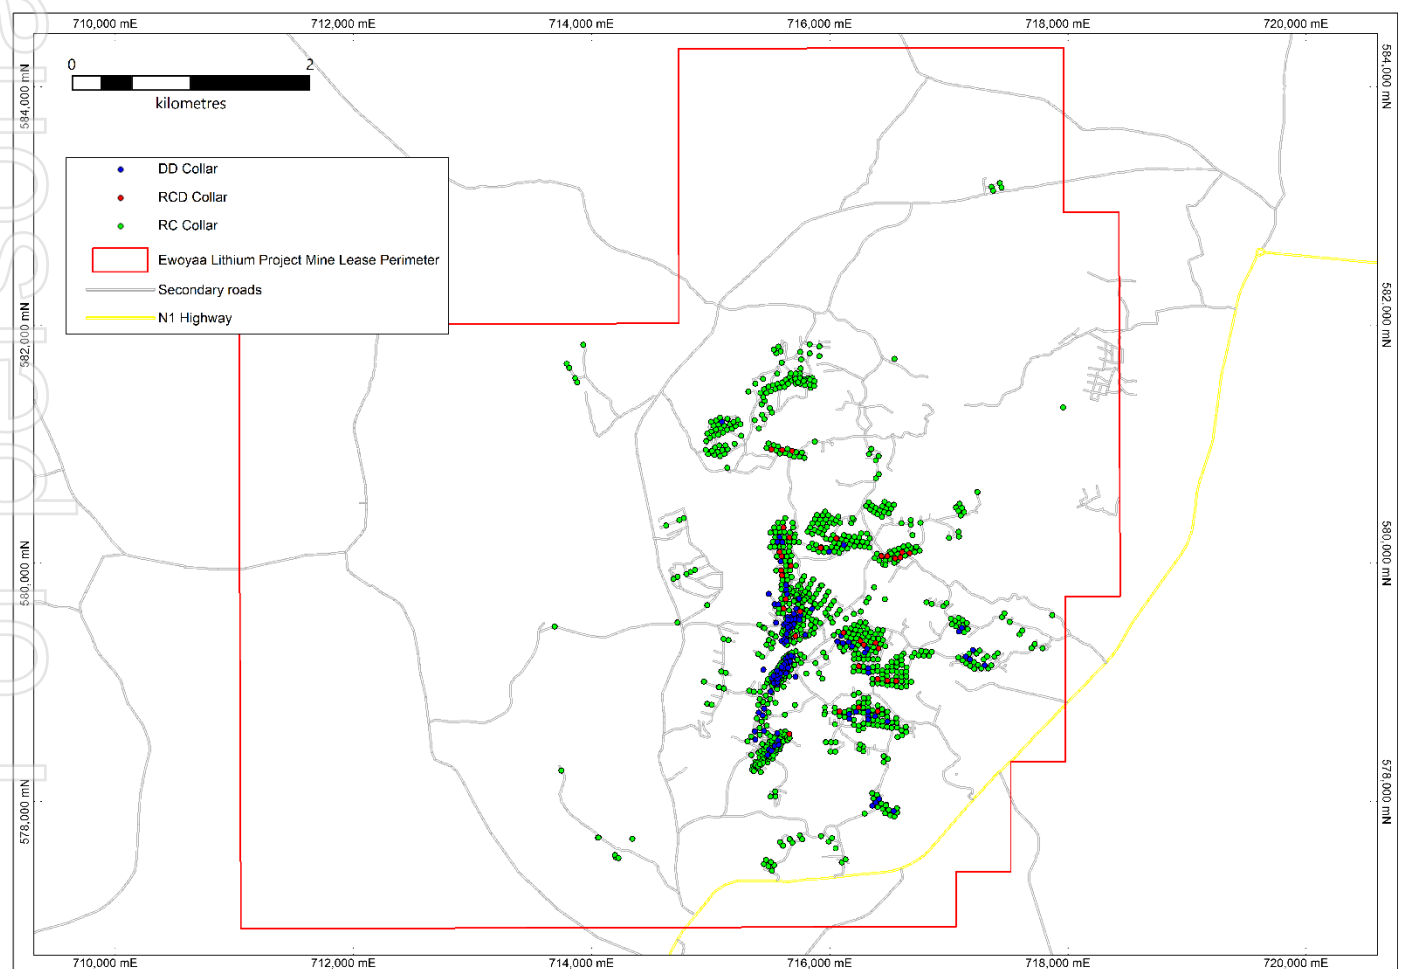 710,000 mE 712,000 mE 714,000 mE 716,000 mE 718,000 mE 720,000 mE
0 2
kilometres
584,000 mN 584,000 mN
DD Collar
RCD Collar
RC Collar
Ewoyaa Lithium Project Mine Lease Perimeter
Secondary roads
N1 Highway
582,000 mN 582,000 mN
580,000 mN 580,000 mN
578,000 mN 578,000 mN
710,000 mE 712,000 mE 714,000 mE 716,000 mE 718,000 mE 720,000 mE